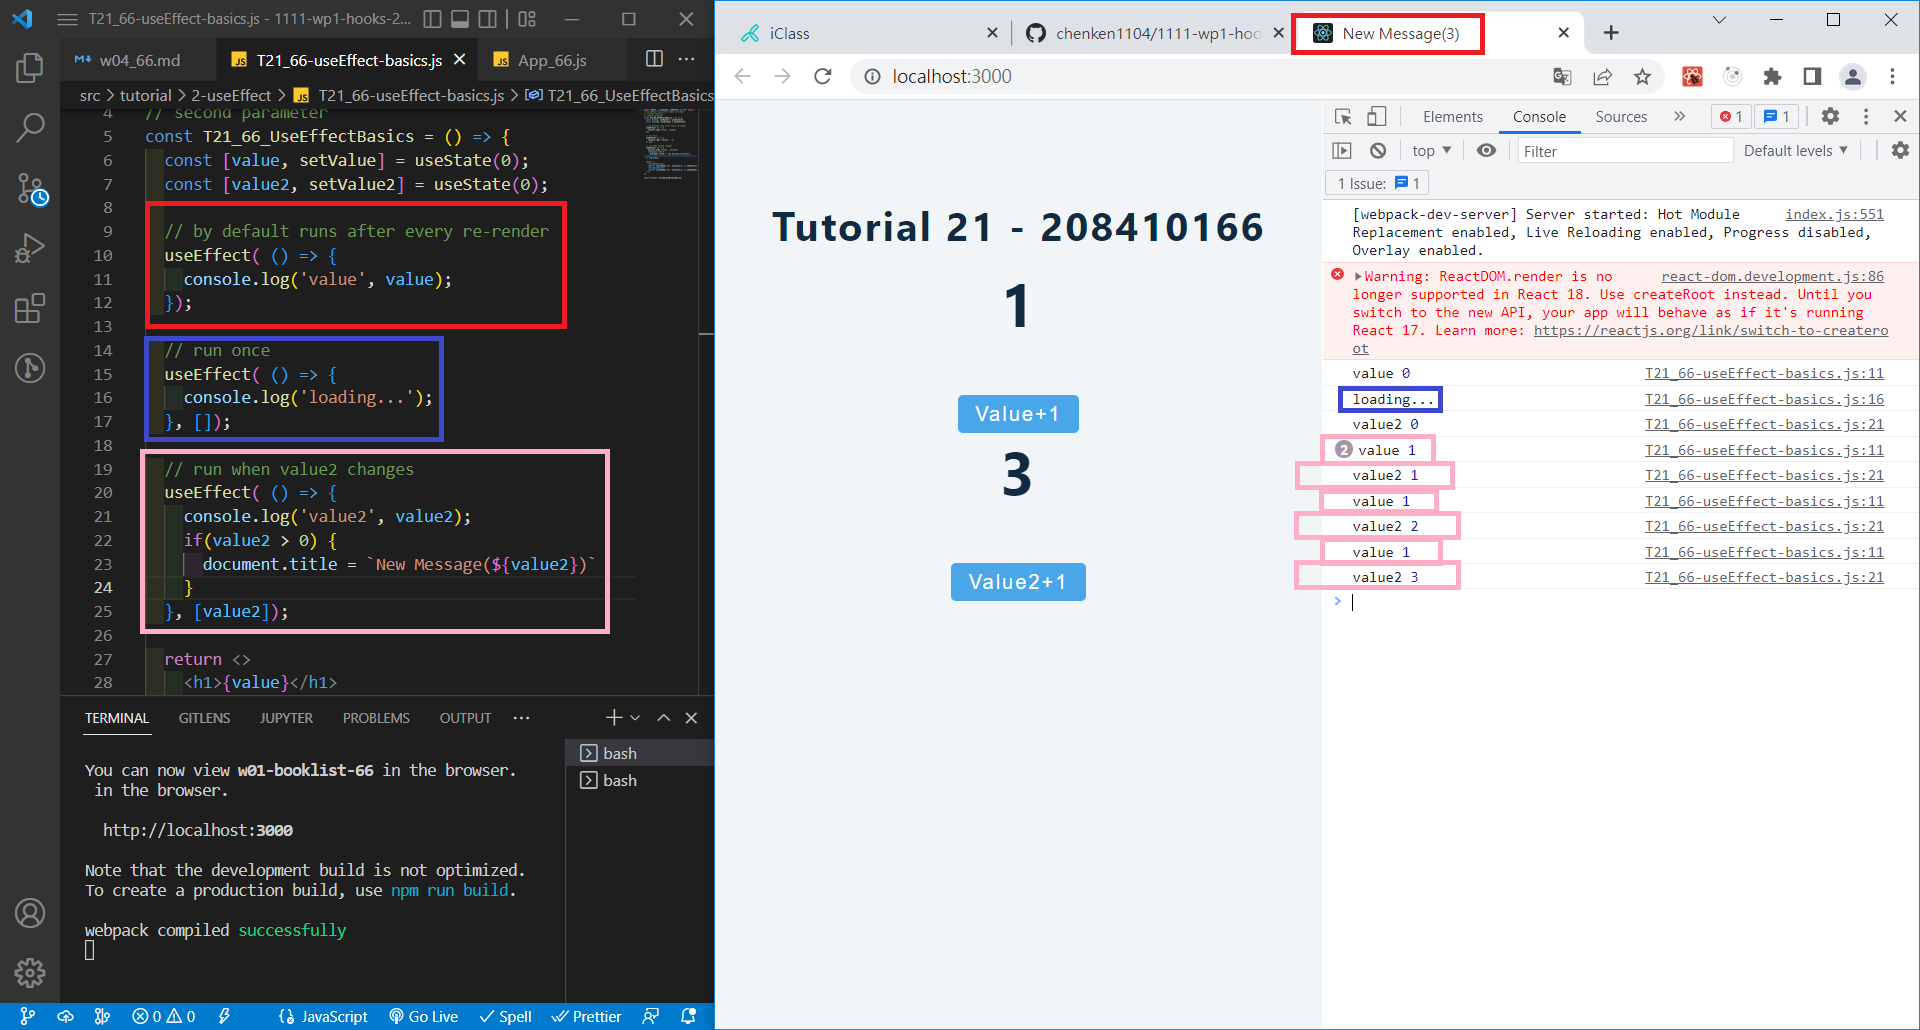 T21_66-useEffect-basics.js - 1111-wp1-hooks-2...
w04_66.md
JS T21_66-useEffect-basics.js
JS App_66.js
src > tutorial > 2-useEffect > JS T21_66-useEffect-basics.js > T21_66_UseEffectBasics
4 // second parameter
5 const T21_66_UseEffectBasics = () => {
6 const [value, setValue] = useState(0);
7 const [value2, setValue2] = useState(0);
8
9 // by default runs after every re-render
10 useEffect( () => {
11 console.log('value', value);
12 });
13
14 // run once
15 useEffect( () => {
16 console.log('loading...');
17 }, []);
18
19 // run when value2 changes
20 useEffect( () => {
21 console.log('value2', value2);
22 if(value2 > 0) {
23 document.title = `New Message(${value2})`
24 }
25 }, [value2]);
26
27 return <>
28 <h1>{value}</h1>
TERMINAL GITLENS JUPYTER PROBLEMS OUTPUT ...
bash
bash
You can now view w01-booklist-66 in the browser.
in the browser.
http://localhost:3000
Note that the development build is not optimized.
To create a production build, use npm run build.
webpack compiled successfully
0 0 JavaScript Go Live Spell Prettier
iClass
chenken1104/1111-wp1-hoo
New Message(3)
localhost:3000
Tutorial 21 - 208410166
1
Value+1
3
Value2+1
Elements Console Sources » 1 1
top Filter Default levels
1 Issue: 1
[webpack-dev-server] Server started: Hot Module index.js:551
Replacement enabled, Live Reloading enabled, Progress disabled,
Overlay enabled.
Warning: ReactDOM.render is no react-dom.development.js:86
longer supported in React 18. Use createRoot instead. Until you
switch to the new API, your app will behave as if it's running
React 17. Learn more: https://reactjs.org/link/switch-to-createro
ot
value 0 T21_66-useEffect-basics.js:11
loading... T21_66-useEffect-basics.js:16
value2 0 T21_66-useEffect-basics.js:21
2 value 1 T21_66-useEffect-basics.js:11
value2 1 T21_66-useEffect-basics.js:21
value 1 T21_66-useEffect-basics.js:11
value2 2 T21_66-useEffect-basics.js:21
value 1 T21_66-useEffect-basics.js:11
value2 3 T21_66-useEffect-basics.js:21
>